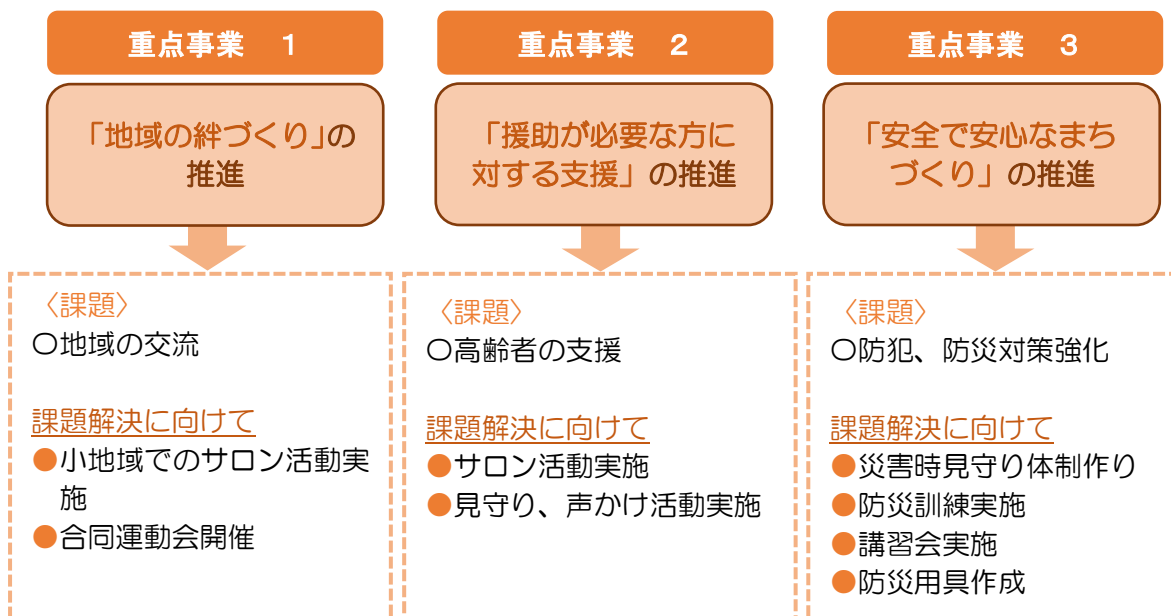 重点事業　１
「地域の絆づくり」の
推進
〈課題〉
〇地域の交流
課題解決に向けて
●小地域でのサロン活動実
施
●合同運動会開催
重点事業　２
「援助が必要な方に
対する支援」の推進
〈課題〉
〇高齢者の支援
課題解決に向けて
●サロン活動実施
●見守り、声かけ活動実施
重点事業　３
「安全で安心なまち
づくり」の推進
〈課題〉
〇防犯、防災対策強化
課題解決に向けて
●災害時見守り体制作り
●防災訓練実施
●講習会実施
●防災用具作成